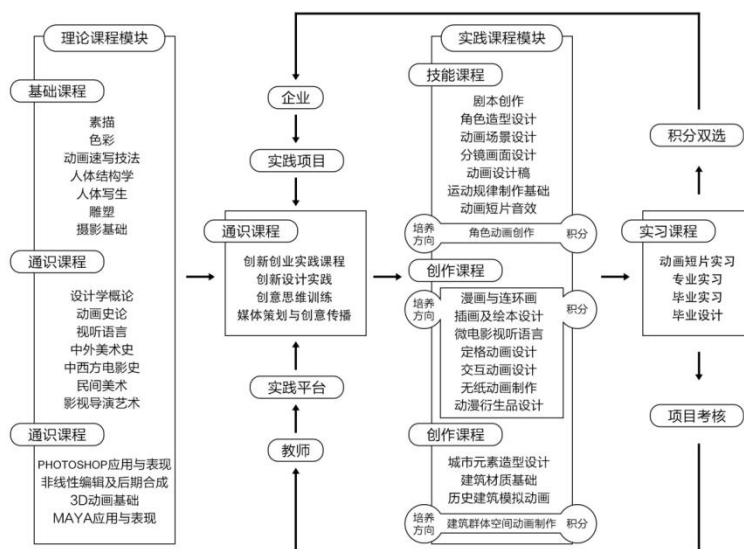 理论课程模块
基础课程
素描
色彩
动画速写技法
人体结构学
人体写生
雕塑
摄影基础
通识课程
设计学概论
动画史论
视听语言
中外美术史
中西方电影史
民间美术
影视导演艺术
通识课程
PHOTOSHOP应用与表现
非线性编辑及后期合成
3D动画基础
MAYA应用与表现
企业
实践项目
通识课程
创新创业实践课程
创新设计实践
创意思维训练
媒体策划与创意传播
实践平台
教师
实践课程模块
技能课程
剧本创作
角色造型设计
动画场景设计
分镜画面设计
动画设计稿
运动规律制作基础
动画短片音效
培养方向
角色动画创作
积分
创作课程
培养方向
积分
漫画与连环画
插画及绘本设计
微电影视听语言
定格动画设计
交互动画设计
无纸动画制作
动漫衍生品设计
创作课程
城市元素造型设计
建筑材质基础
历史建筑模拟动画
培养方向
建筑群体空间动画制作
积分
积分双选
实习课程
动画短片实习
专业实习
毕业实习
毕业设计
项目考核